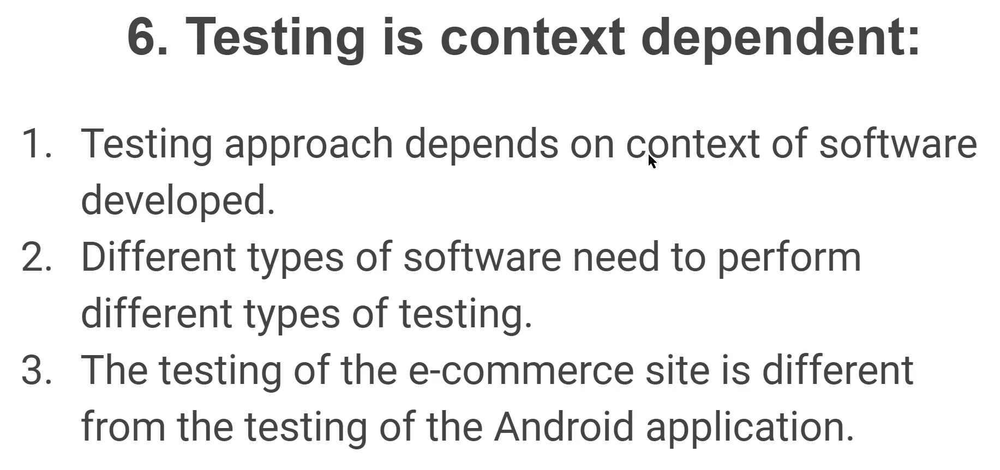 6. Testing is context dependent:
1. Testing approach depends on context of software
developed.
2. Different types of software need to perform
different types of testing.
3. The testing of the e-commerce site is different
from the testing of the Android application.